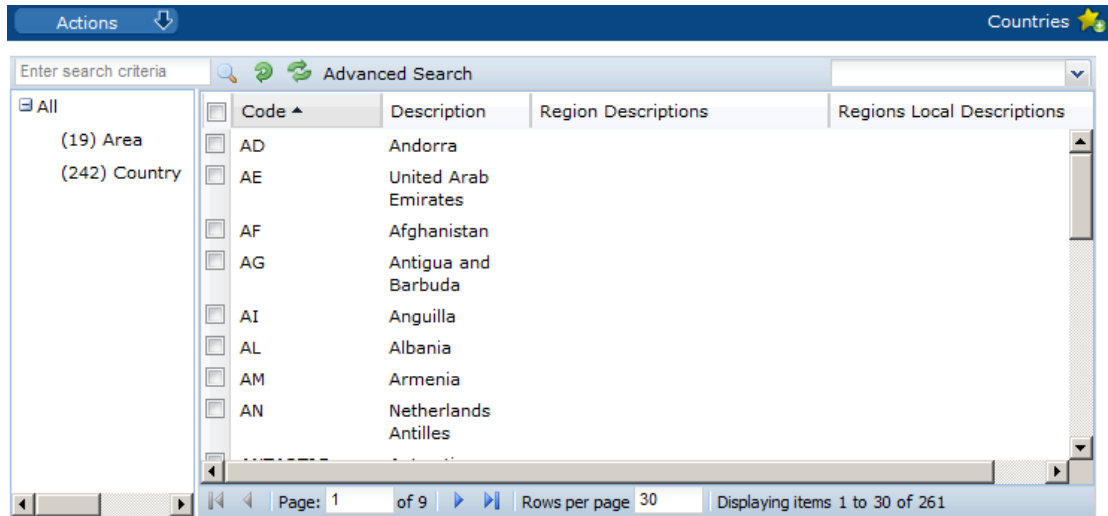 Actions
Countries
Enter search criteria
Advanced Search
All
(19) Area
(242) Country
Code
Description
Region Descriptions
Regions Local Descriptions
AD
Andorra
AE
United Arab
Emirates
AF
Afghanistan
AG
Antigua and
Barbuda
AI
Anguilla
AL
Albania
AM
Armenia
AN
Netherlands
Antilles
Page: 1 of 9
Rows per page 30
Displaying items 1 to 30 of 261